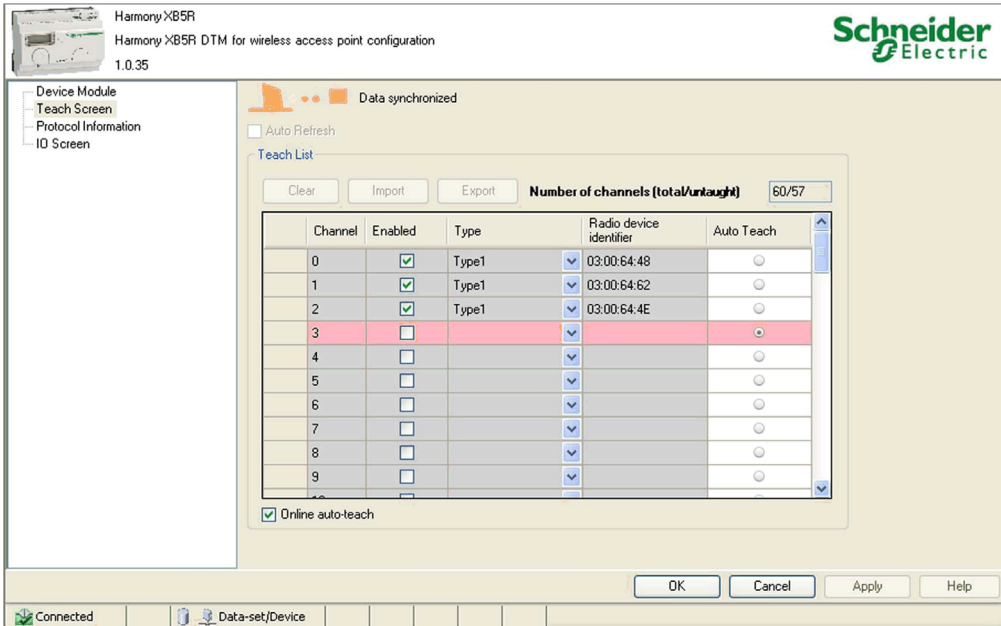 Harmony XB5R
Harmony XB5R DTM for wireless access point configuration
1.0.35
Schneider
Electric
Device Module
Teach Screen
Protocol Information
IO Screen
Data synchronized
Auto Refresh
Teach List
Clear Import Export Number of channels (total/untaught) 60/57
Channel Enabled Type Radio device identifier Auto Teach
0 Type1 03:00:64:48
1 Type1 03:00:64:62
2 Type1 03:00:64:4E
3
4
5
6
7
8
9
Online auto-teach
OK Cancel Apply Help
Connected Data-set/Device